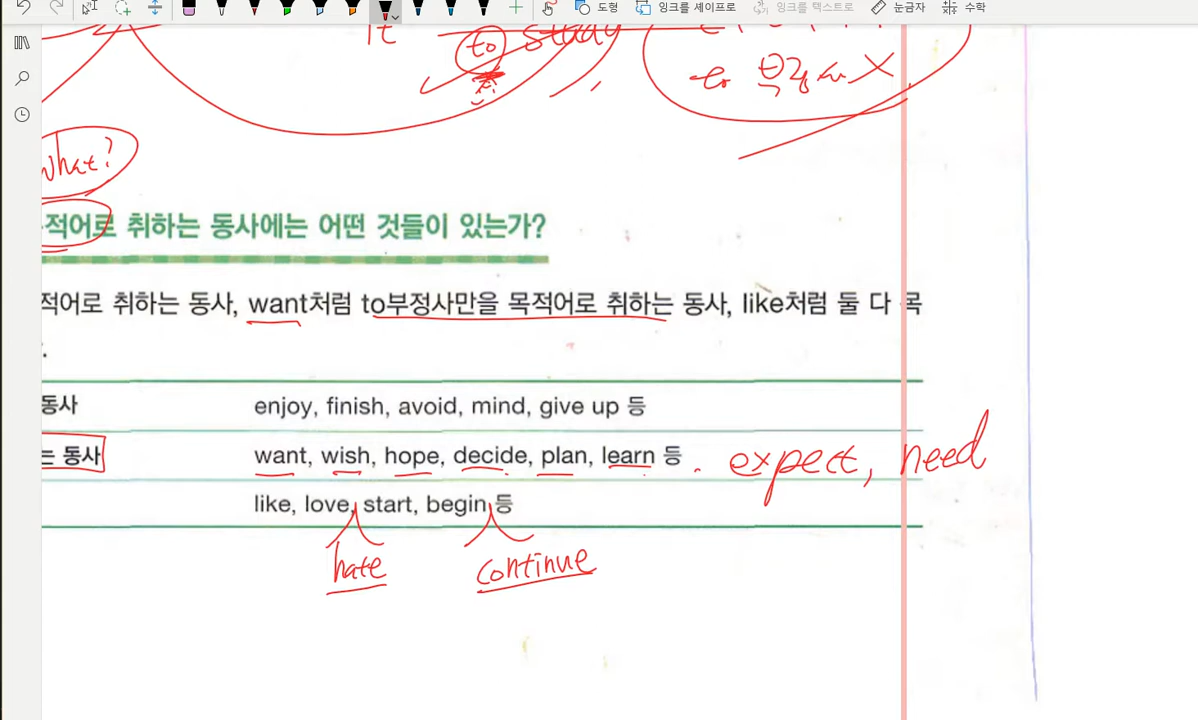 도형 잉크를 셰이프로 잉크를 텍스트로 눈금자 수학
It to study
to X
What?
적어로 취하는 동사에는 어떤 것들이 있는가?
적어로 취하는 동사, want처럼 to부정사만을 목적어로 취하는 동사, like처럼 둘 다 목
.
동사 enjoy, finish, avoid, mind, give up 등
는 동사 want, wish, hope, decide, plan, learn 등 . expect, need
like, love, start, begin, 등
hate continue